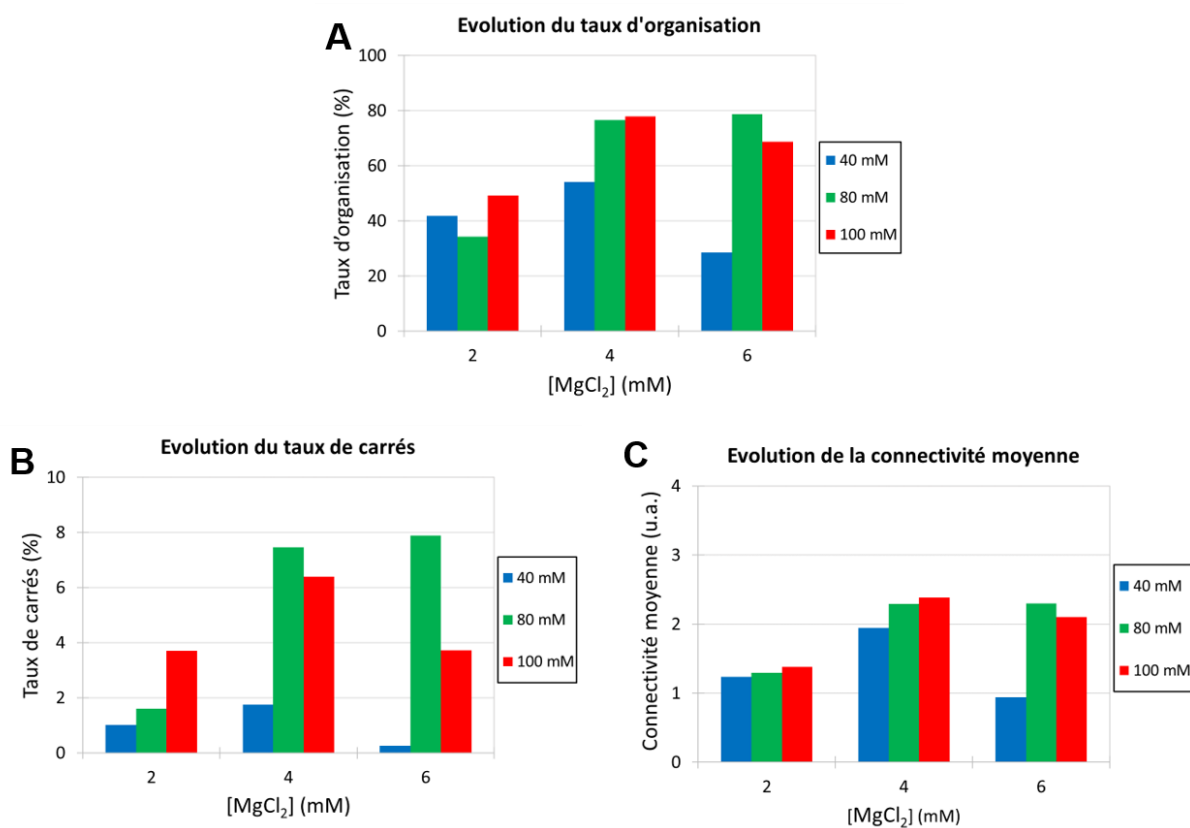 A
Evolution du taux d'organisation
Taux d’organisation (%)
100
80
60
40
20
0
2 4 6
[MgCl₂] (mM)
40 mM
80 mM
100 mM
B
Evolution du taux de carrés
Taux de carrés (%)
10
8
6
4
2
0
2 4 6
[MgCl₂] (mM)
40 mM
80 mM
100 mM
C
Evolution de la connectivité moyenne
Connectivité moyenne (u.a.)
4
3
2
1
0
2 4 6
[MgCl₂] (mM)
40 mM
80 mM
100 mM